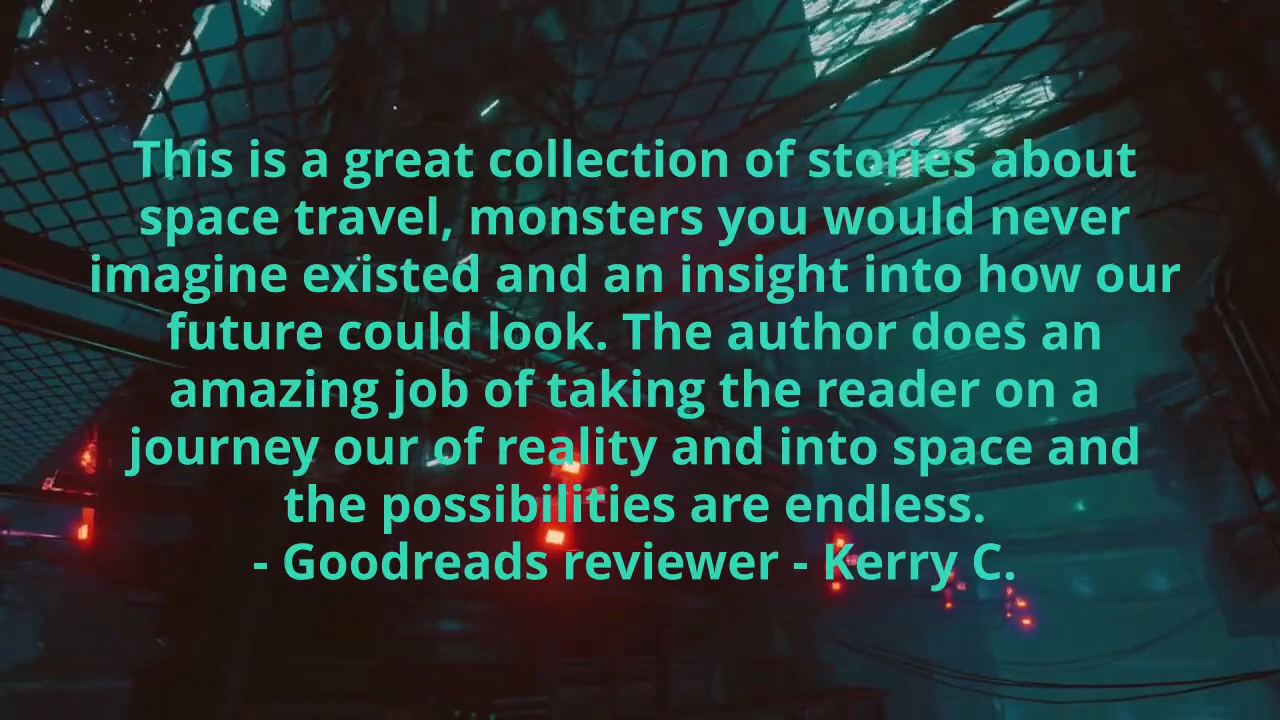 This is a great collection of stories about
space travel, monsters you would never
imagine existed and an insight into how our
future could look. The author does an
amazing job of taking the reader on a
journey our of reality and into space and
the possibilities are endless.
- Goodreads reviewer - Kerry C.